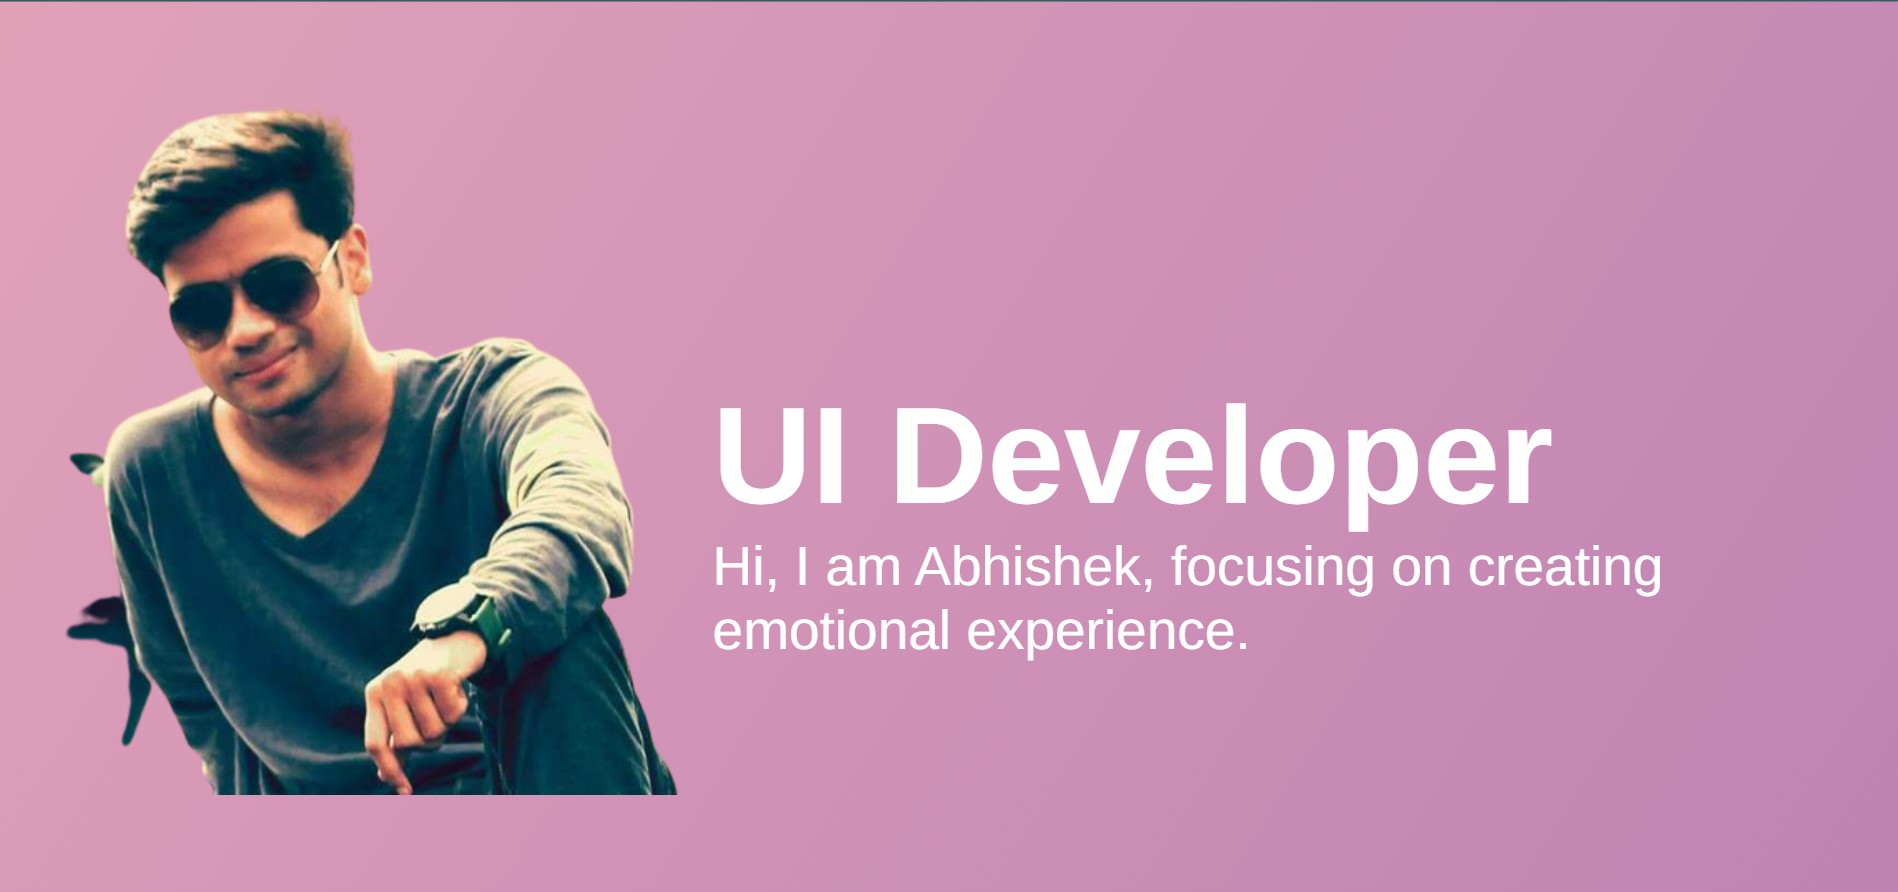 UI Developer
Hi, I am Abhishek, focusing on creating
emotional experience.